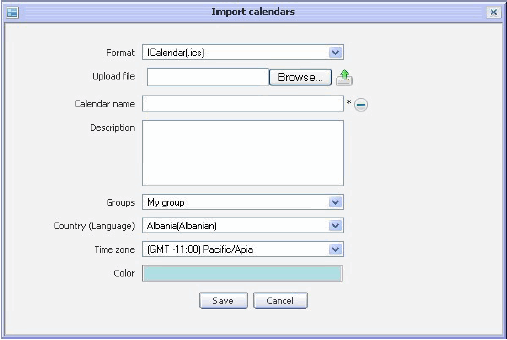 Import calendars
Format ICalendar(.ics)
Upload file Browse...
Calendar name *
Description
Groups My group
Country (Language) Albania(Albanian)
Time zone (GMT -11:00) Pacific/Apia
Color
Save Cancel